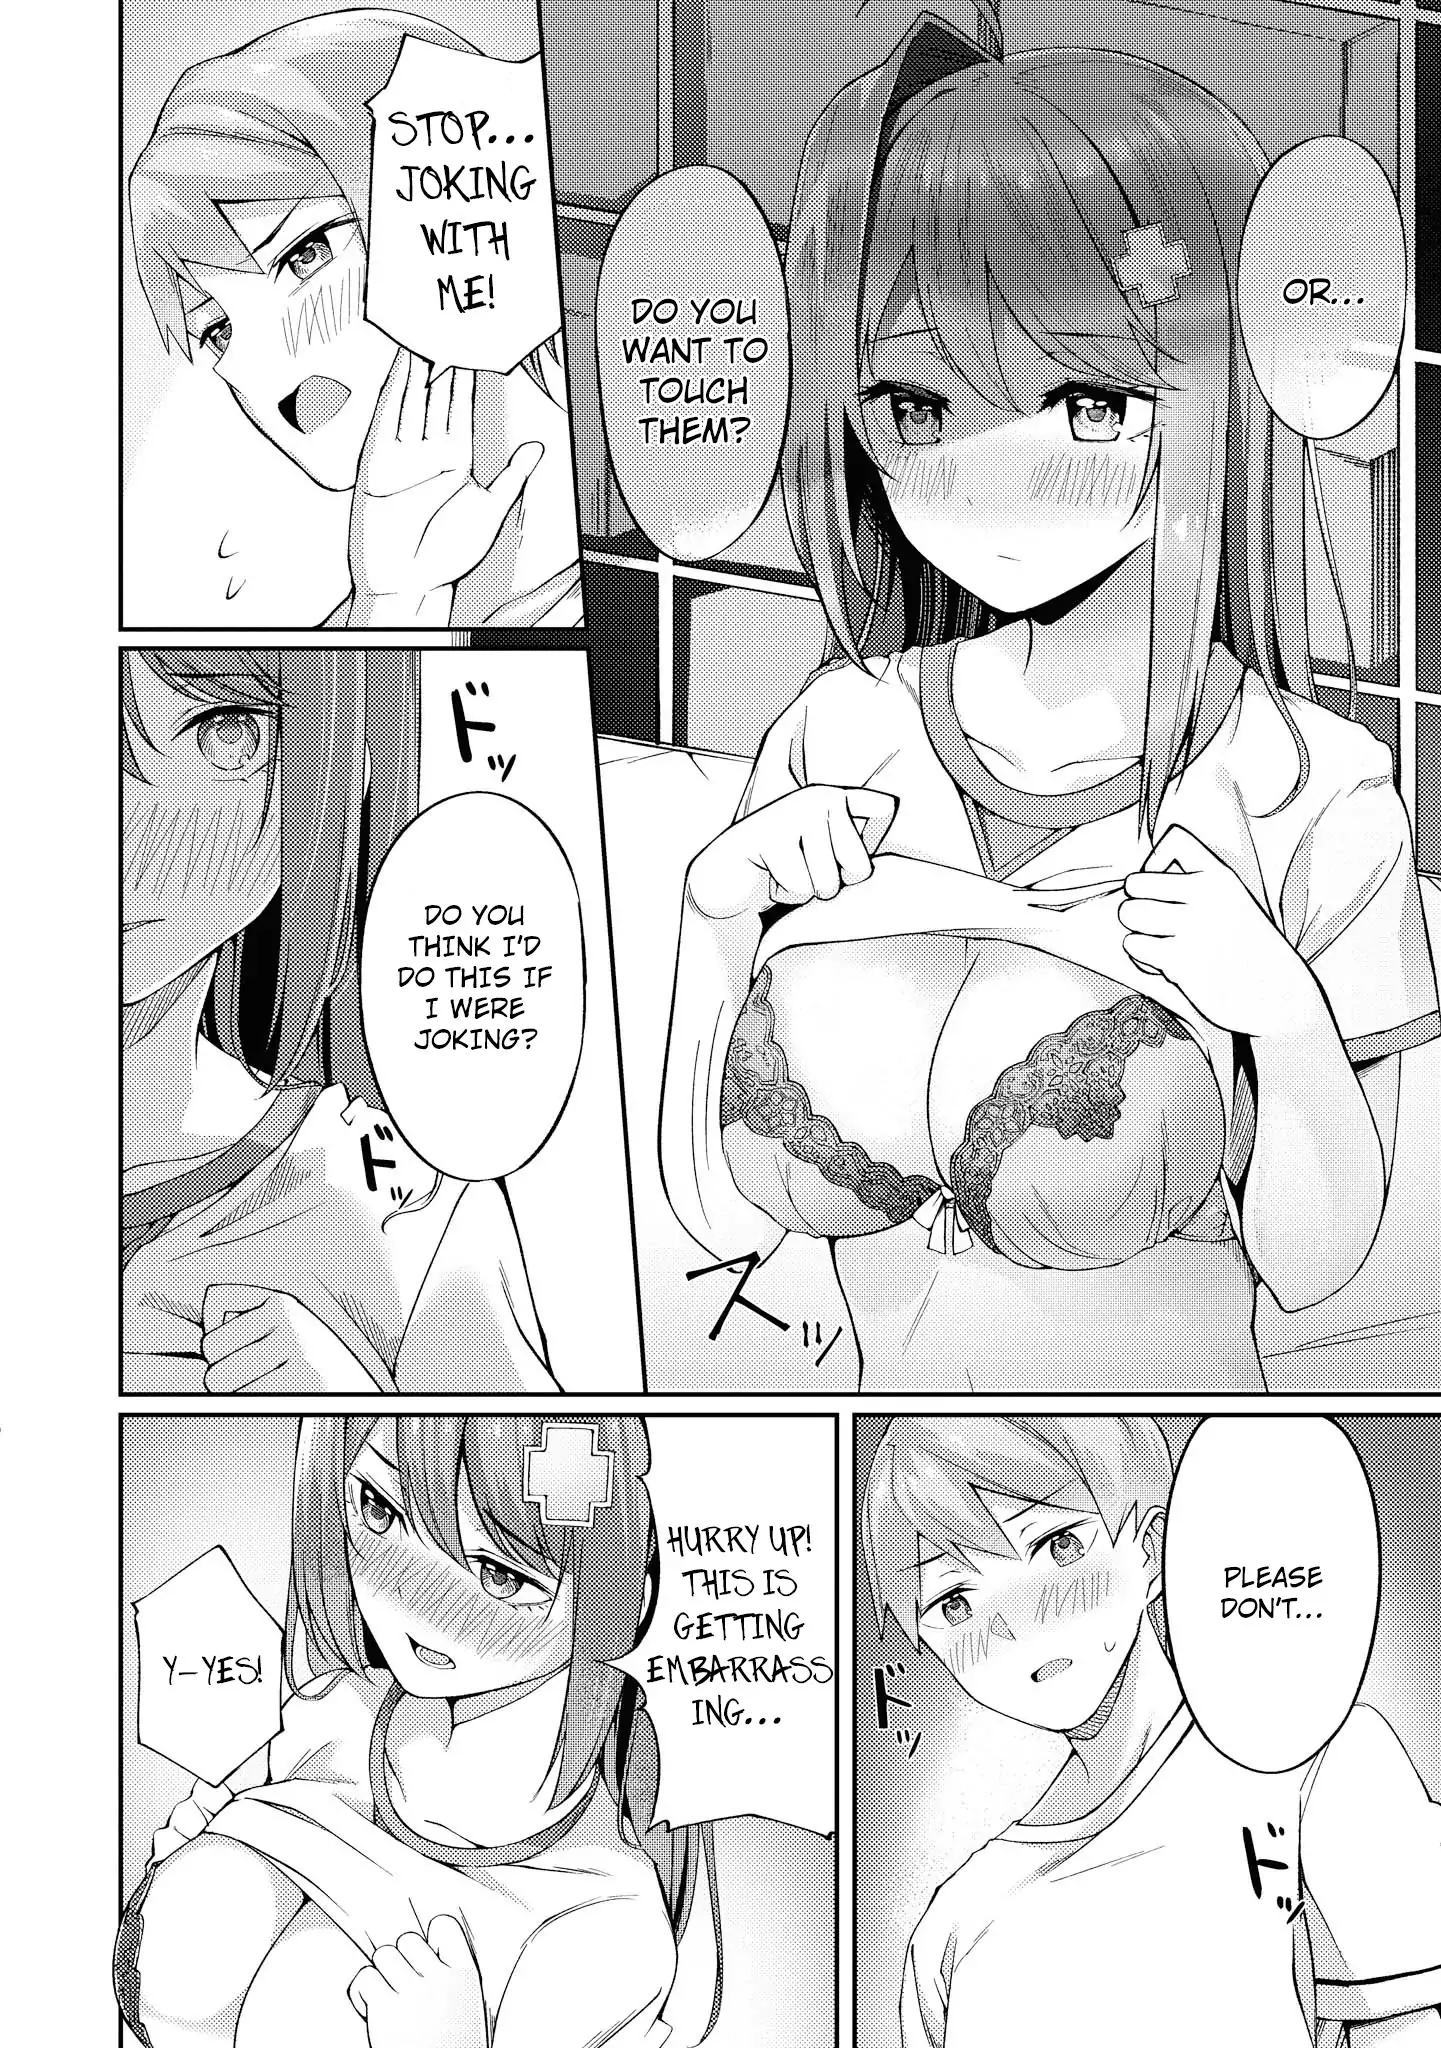 OR...
DO YOU
WANT TO
TOUCH
THEM?
ズイッ
STOP...
JOKING
WITH
ME!
ドッ
DO YOU
THINK I'D
DO THIS IF
I WERE
JOKING?
ドッ
PLEASE
DON'T...
ドッ
ドッ
HURRY UP!
THIS IS
GETTING
EMBARRASS
ING...
Y-YES!